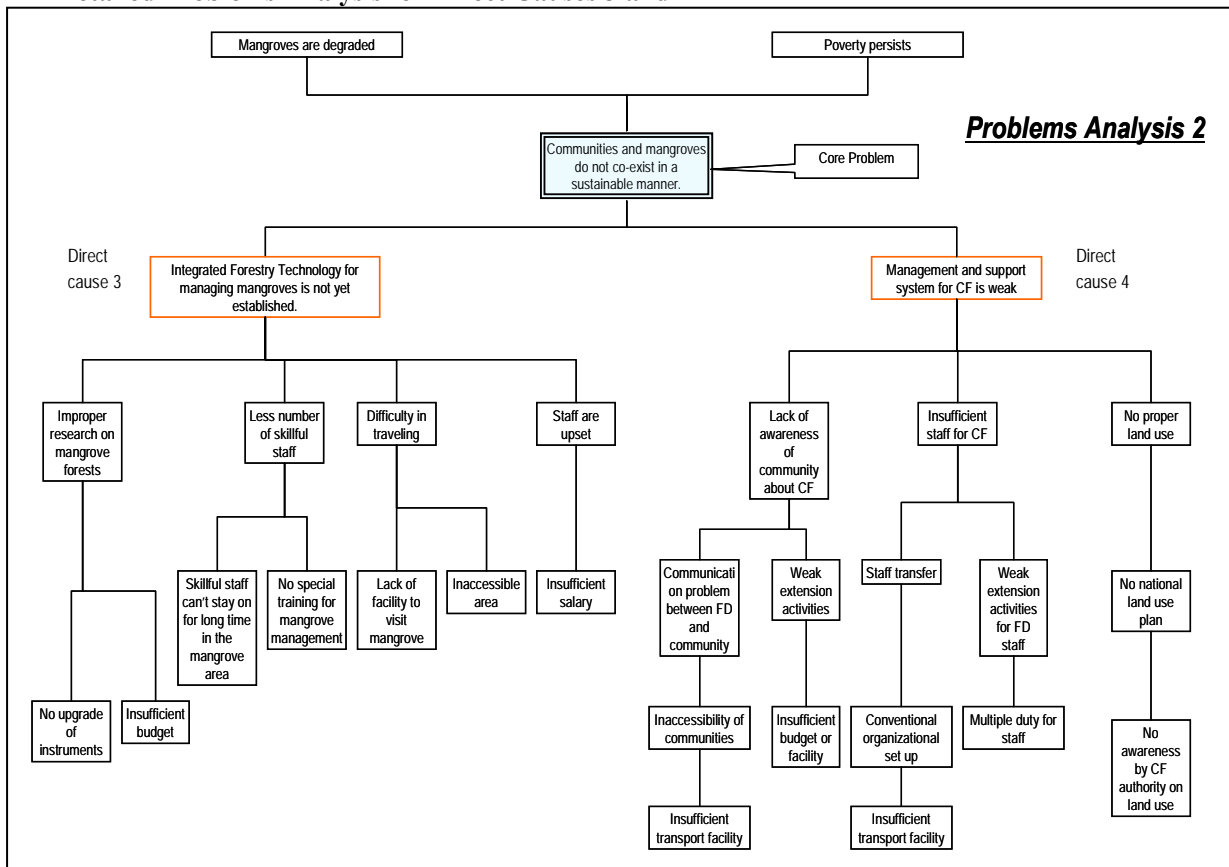 Mangroves are degraded
Poverty persists
Problems Analysis 2
Communities and mangroves
do not co-exist in a
sustainable manner.
Core Problem
Direct
cause 3
Integrated Forestry Technology for
managing mangroves is not yet
established.
Management and support
system for CF is weak
Direct
cause 4
Improper
research on
mangrove
forests
Less number
of skillful
staff
Difficulty in
traveling
Staff are
upset
Lack of
awareness
of
community
about CF
Insufficient
staff for CF
No proper
land use
Skillful staff
can't stay on
for long time
in the
mangrove
area
No special
training for
mangrove
management
Lack of
facility to
visit
mangrove
Inaccessible
area
Insufficient
salary
Communicati
on problem
between FD
and
community
Weak
extension
activities
Staff transfer
Weak
extension
activities
for FD
staff
No national
land use
plan
No upgrade
of
instruments
Insufficient
budget
Inaccessibility of
communities
Insufficient
budget or
facility
Conventional
organizational
set up
Multiple duty for
staff
No
awareness
by CF
authority on
land use
Insufficient
transport facility
Insufficient
transport facility